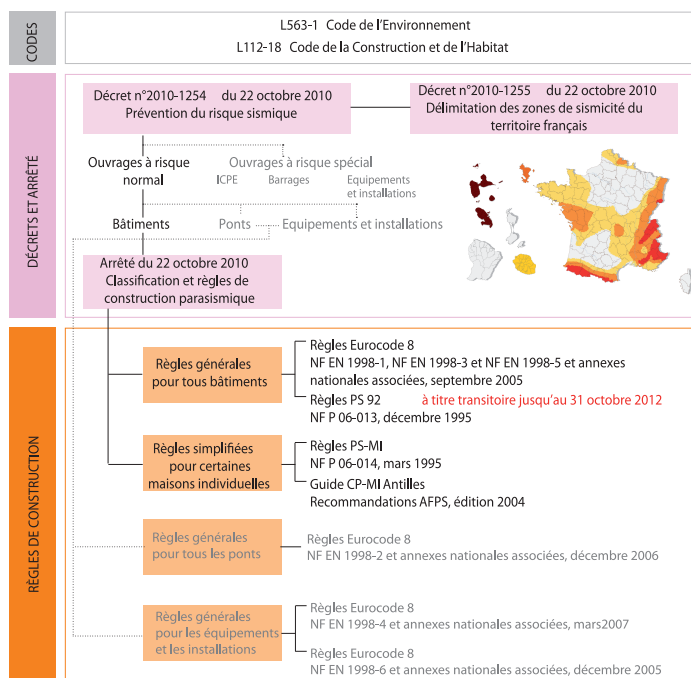 CODES
L563-1 Code de l'Environnement
L112-18 Code de la Construction et de l'Habitat
DÉCRETS ET ARRÊTÉ
Décret n°2010-1254 du 22 octobre 2010
Prévention du risque sismique
Décret n°2010-1255 du 22 octobre 2010
Délimitation des zones de sismicité du
territoire français
Ouvrages à risque
normal
Ouvrages à risque spécial
ICPE Barrages Equipements
et installations
Bâtiments Ponts Equipements et installations
Arrêté du 22 octobre 2010
Classification et règles de
construction parasismique
RÈGLES DE CONSTRUCTION
Règles générales
pour tous bâtiments
Règles Eurocode 8
NF EN 1998-1, NF EN 1998-3 et NF EN 1998-5 et annexes
nationales associées, septembre 2005
Règles PS 92 à titre transitoire jusqu'au 31 octobre 2012
NF P 06-013, décembre 1995
Règles simplifiées
pour certaines
maisons individuelles
Règles PS-MI
NF P 06-014, mars 1995
Guide CP-MI Antilles
Recommandations AFPS, édition 2004
Règles générales
pour tous les ponts
Règles Eurocode 8
NF EN 1998-2 et annexes nationales associées, décembre 2006
Règles générales
pour les équipements
et les installations
Règles Eurocode 8
NF EN 1998-4 et annexes nationales associées, mars2007
Règles Eurocode 8
NF EN 1998-6 et annexes nationales associées, décembre 2005